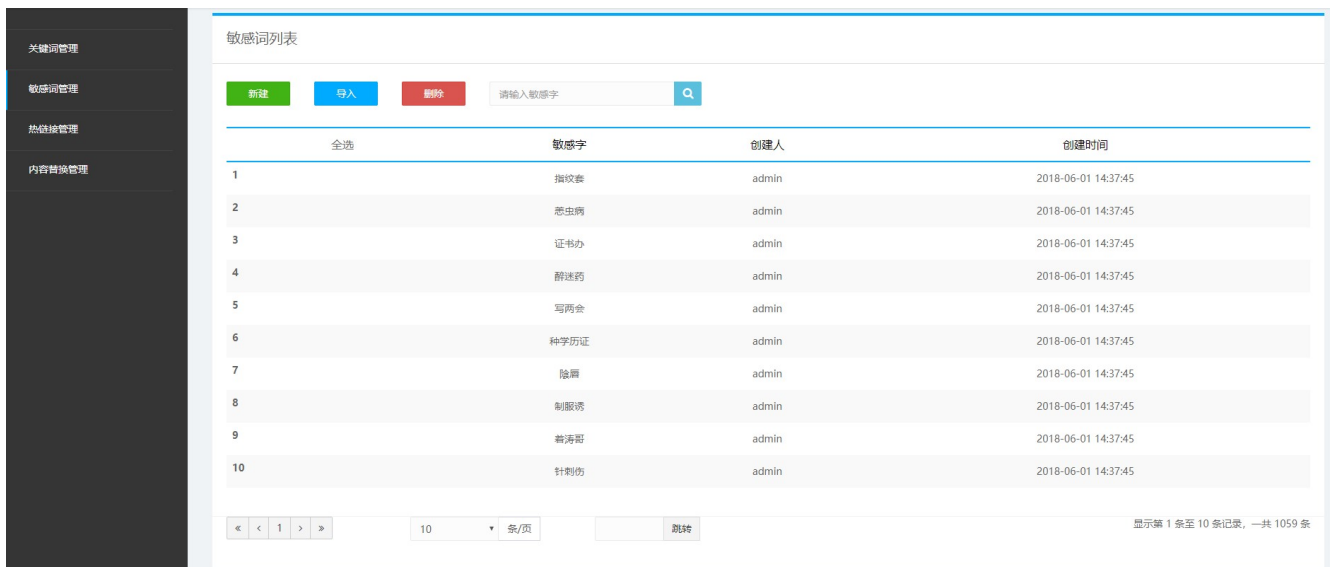 关键词管理
敏感词管理
热链接管理
内容替换管理
敏感词列表
新建 导入 删除 请输入敏感字
全选 敏感字 创建人 创建时间
1 指纹套 admin 2018-06-01 14:37:45
2 恙虫病 admin 2018-06-01 14:37:45
3 证书办 admin 2018-06-01 14:37:45
4 醉迷药 admin 2018-06-01 14:37:45
5 写两会 admin 2018-06-01 14:37:45
6 种学历证 admin 2018-06-01 14:37:45
7 陰唇 admin 2018-06-01 14:37:45
8 制服诱 admin 2018-06-01 14:37:45
9 着涛哥 admin 2018-06-01 14:37:45
10 针刺伤 admin 2018-06-01 14:37:45
« ‹ 1 › » 10 条/页 跳转 显示第 1 条至 10 条记录，一共 1059 条